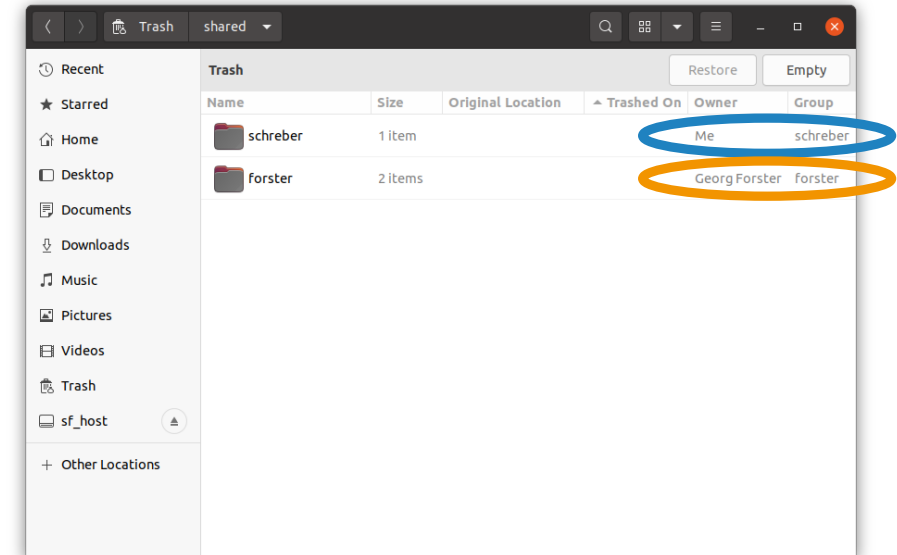 Trash shared
Recent
Starred
Home
Desktop
Documents
Downloads
Music
Pictures
Videos
Trash
sf_host
Other Locations
Trash Restore Empty
Name Size Original Location Trashed On Owner Group
schreber 1 item Me schreber
forster 2 items Georg Forster forster